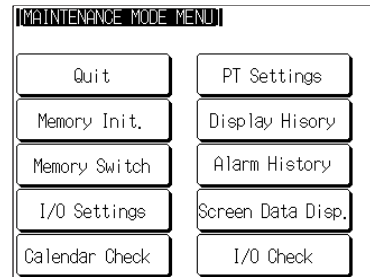 [MAINTENANCE MODE MENU]
Quit
PT Settings
Memory Init.
Display Hisory
Memory Switch
Alarm History
I/O Settings
Screen Data Disp.
Calendar Check
I/O Check